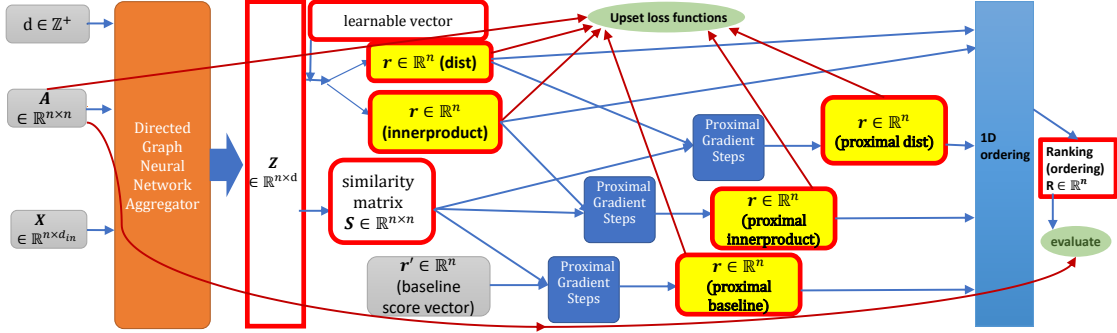 d ∈ ℤ⁺
A
∈ ℝⁿˣⁿ
X
∈ ℝⁿˣᵈⁱⁿ
Directed
Graph
Neural
Network
Aggregator
Z
∈ ℝⁿˣᵈ
learnable vector
r ∈ ℝⁿ (dist)
r ∈ ℝⁿ
(innerproduct)
similarity
matrix
S ∈ ℝⁿˣⁿ
r′ ∈ ℝⁿ
(baseline
score vector)
Upset loss functions
Proximal
Gradient
Steps
Proximal
Gradient
Steps
Proximal
Gradient
Steps
r ∈ ℝⁿ
(proximal dist)
r ∈ ℝⁿ
(proximal
innerproduct)
r ∈ ℝⁿ
(proximal
baseline)
1D
ordering
Ranking
(ordering)
R ∈ ℝⁿ
evaluate